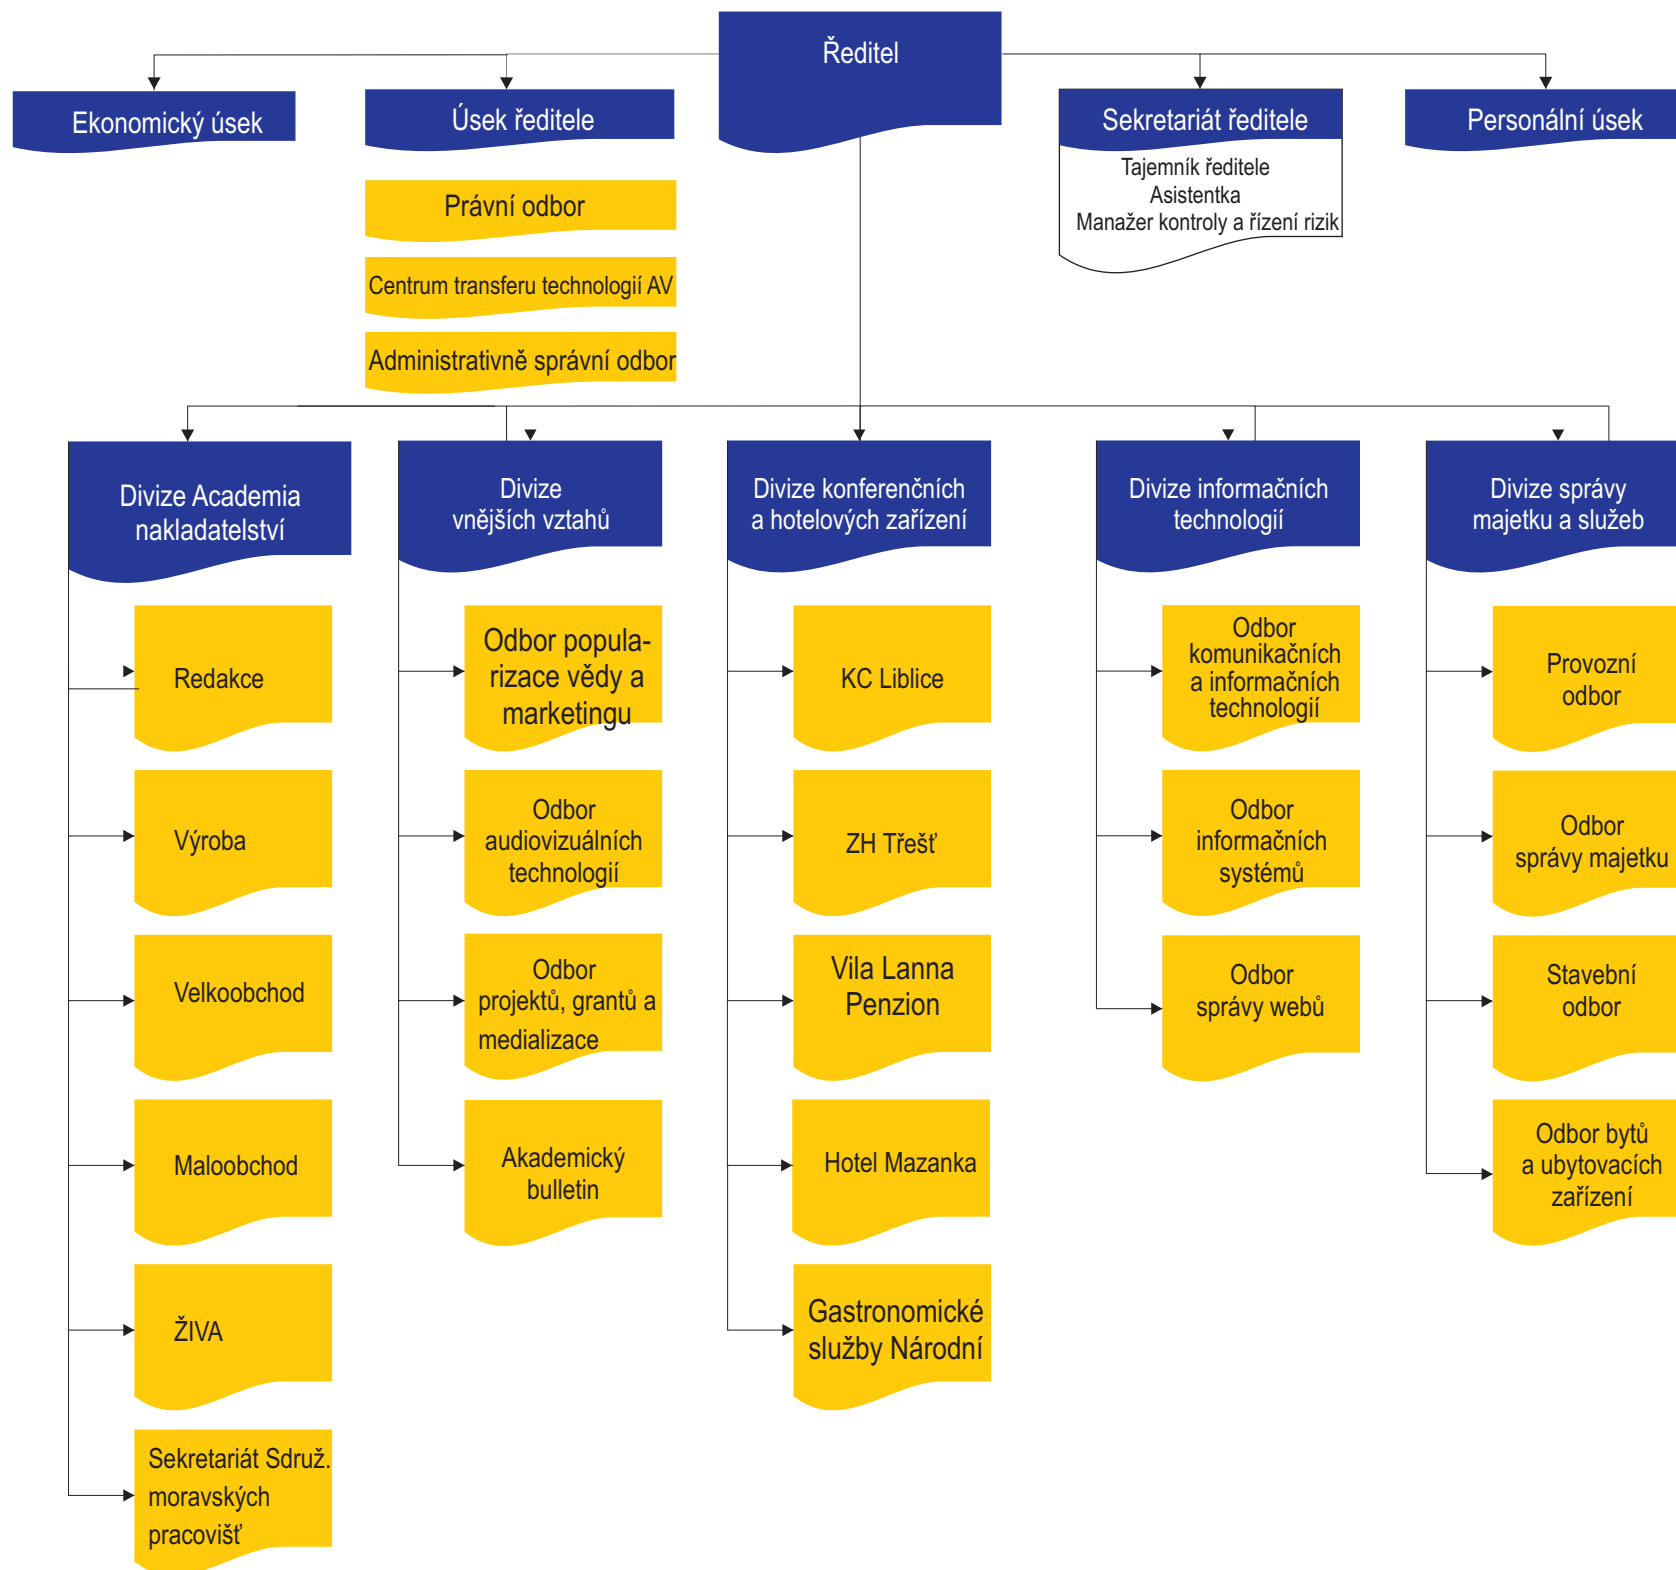 Ředitel
Ekonomický úsek
Úsek ředitele
Sekretariát ředitele
Personální úsek
Tajemník ředitele
Asistentka
Manažer kontroly a řízení rizik
Právní odbor
Centrum transferu technologií AV
Administrativně správní odbor
Divize Academia
nakladatelství
Divize
vnějších vztahů
Divize konferenčních
a hotelových zařízení
Divize informačních
technologií
Divize správy
majetku a služeb
Redakce
Výroba
Velkoobchod
Maloobchod
ŽIVA
Sekretariát Sdruž.
moravských
pracovišť
Odbor popula-
rizace vědy a
marketingu
Odbor
audiovizuálních
technologií
Odbor
projektů, grantů a
medializace
Akademický
bulletin
KC Liblice
ZH Třešť
Vila Lanna
Penzion
Hotel Mazanka
Gastronomické
služby Národní
Odbor
komunikačních
a informačních
technologií
Odbor
informačních
systémů
Odbor
správy webů
Provozní
odbor
Odbor
správy majetku
Stavební
odbor
Odbor bytů
a ubytovacích
zařízení